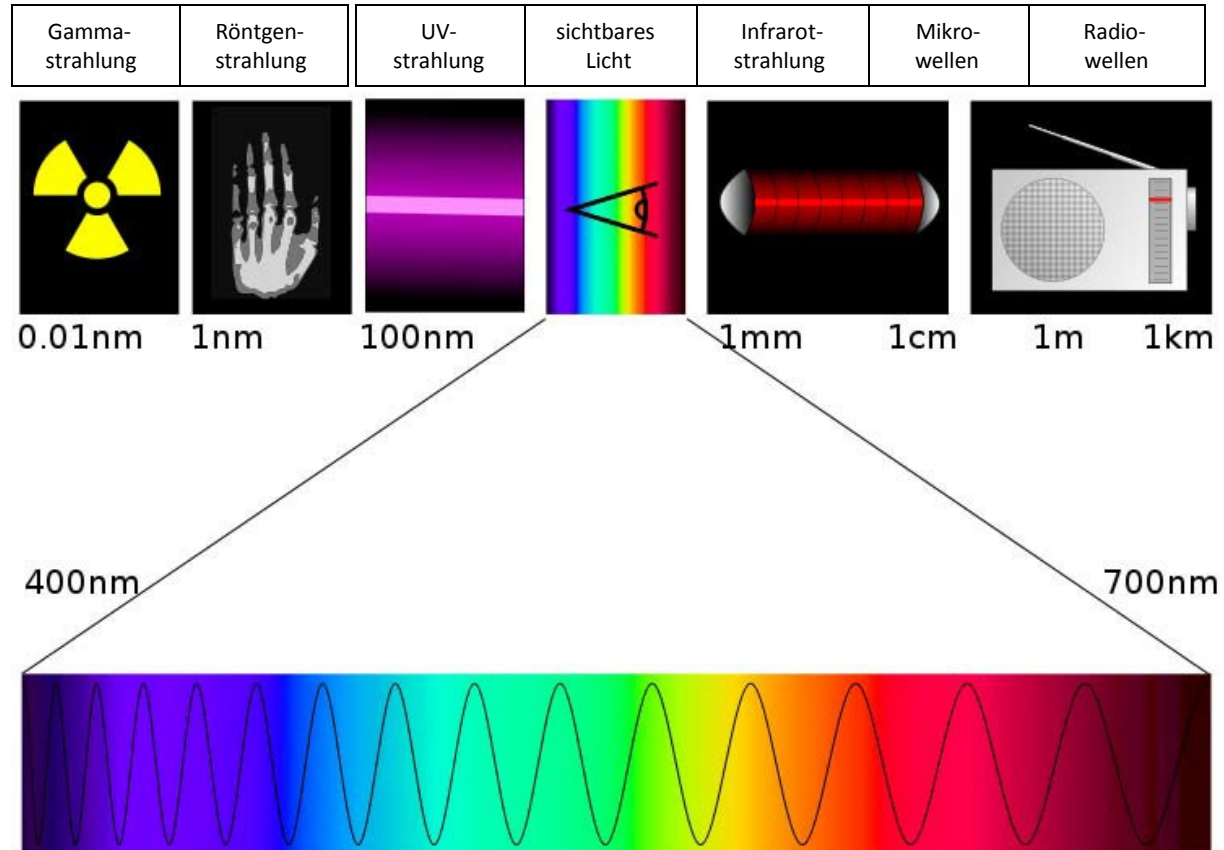 Gamma-
strahlung
Röntgen-
strahlung
UV-
strahlung
sichtbares
Licht
Infrarot-
strahlung
Mikro-
wellen
Radio-
wellen
0.01nm
1nm
100nm
1mm
1cm
1m
1km
400nm
700nm